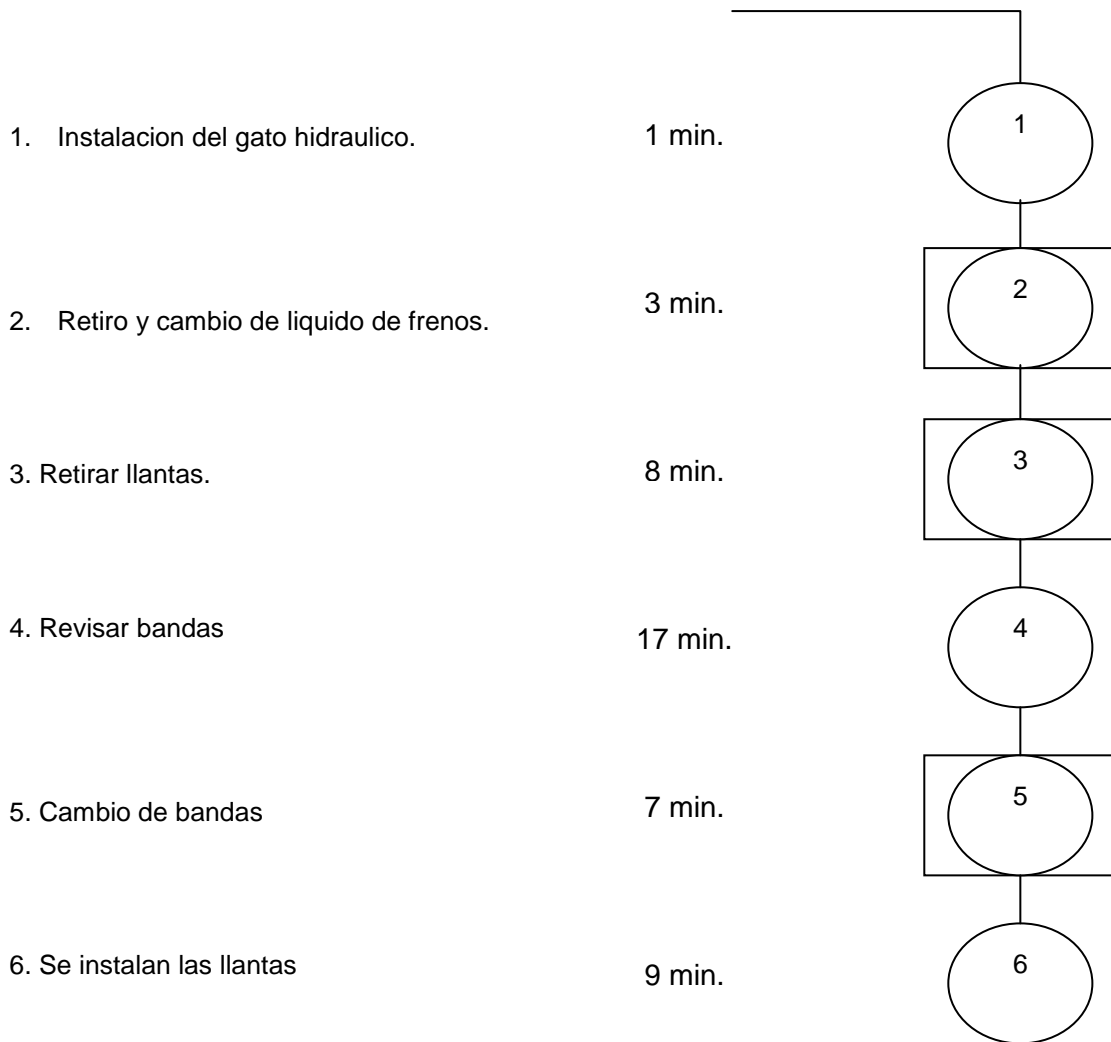 1. Instalacion del gato hidraulico. 1 min. 1
2. Retiro y cambio de liquido de frenos. 3 min. 2
3. Retirar llantas. 8 min. 3
4. Revisar bandas 17 min. 4
5. Cambio de bandas 7 min. 5
6. Se instalan las llantas 9 min. 6